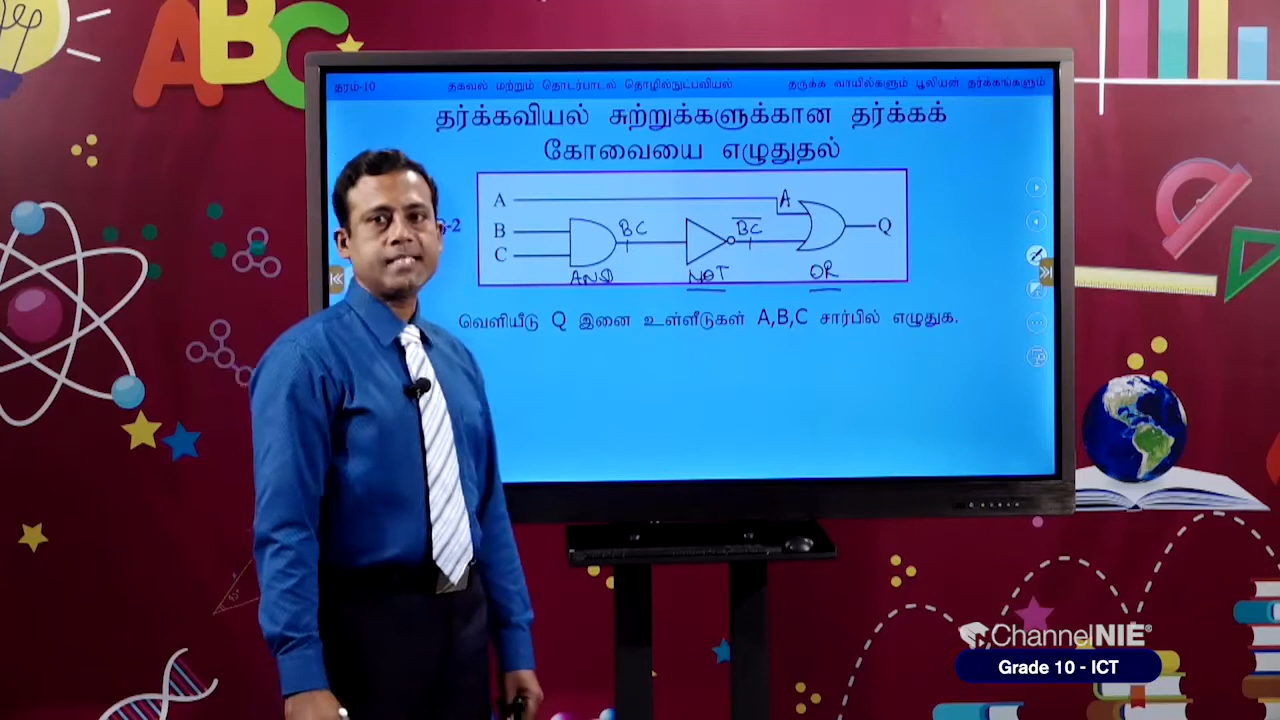 ABC
தரம்-10 தகவல் மற்றும் தொடர்பாடல் தொழில்நுட்பவியல் தருக்க வாயில்களும் பூலியன் தர்க்கங்களும்
தர்க்கவியல் சுற்றுக்களுக்கான தர்க்கக்
கோவையை எழுதுதல்
-2
A A
B BC B̅C̅ Q
C
AND NOT OR
வெளியீடு Q இனை உள்ளீடுகள் A,B,C சார்பில் எழுதுக.
ChannelNIE®
Grade 10 - ICT